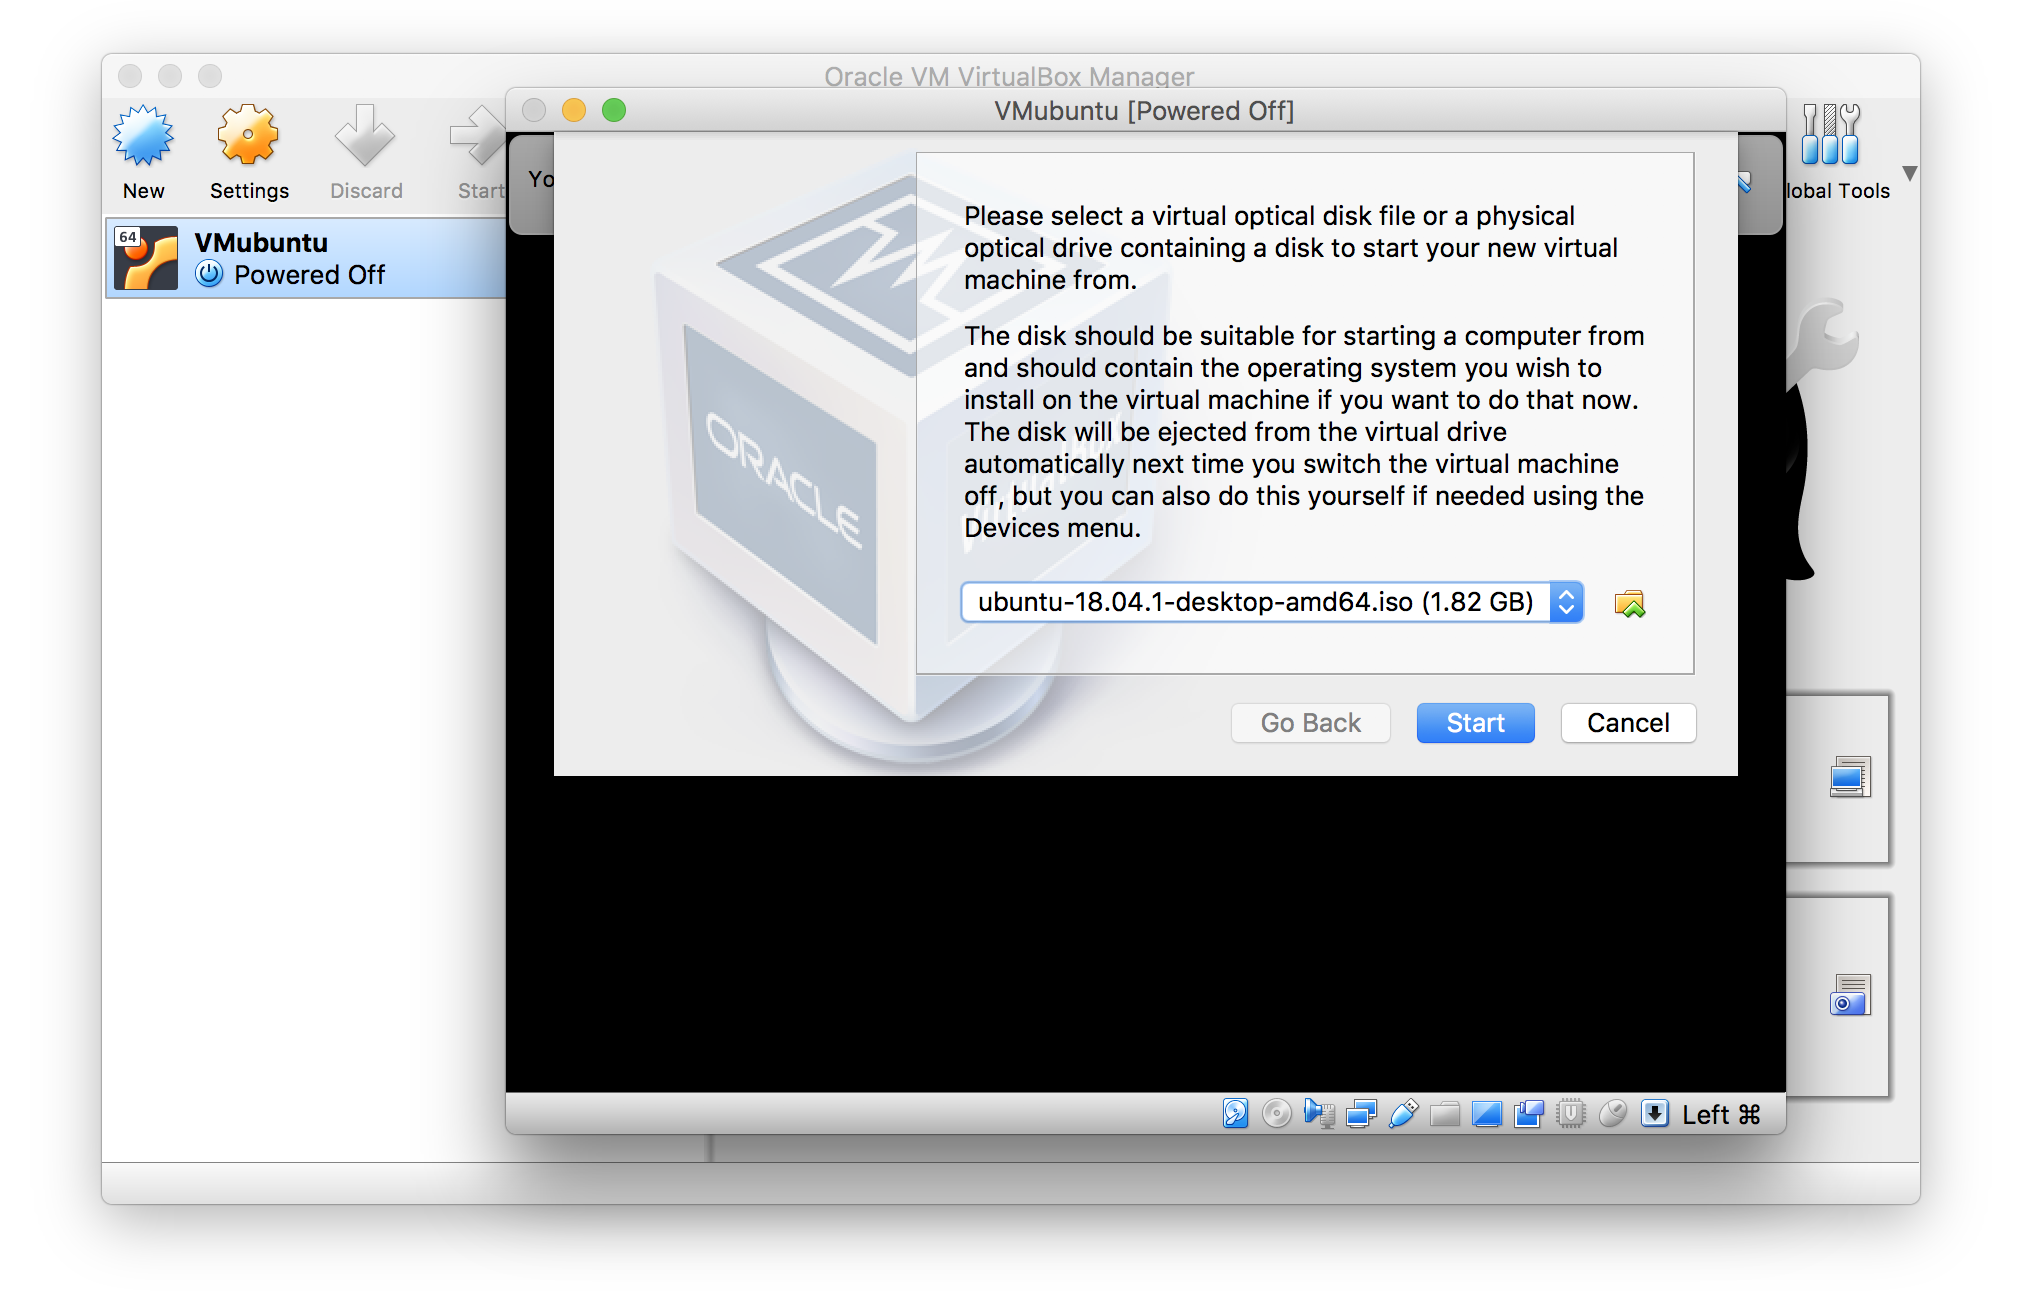 Oracle VM VirtualBox Manager
New
Settings
Discard
Start
lobal Tools
VMubuntu [Powered Off]
64
VMubuntu
Powered Off
Yo
Please select a virtual optical disk file or a physical
optical drive containing a disk to start your new virtual
machine from.
The disk should be suitable for starting a computer from
and should contain the operating system you wish to
install on the virtual machine if you want to do that now.
The disk will be ejected from the virtual drive
automatically next time you switch the virtual machine
off, but you can also do this yourself if needed using the
Devices menu.
ORACLE
VirtualBox
ubuntu-18.04.1-desktop-amd64.iso (1.82 GB)
Go Back
Start
Cancel
Left ⌘